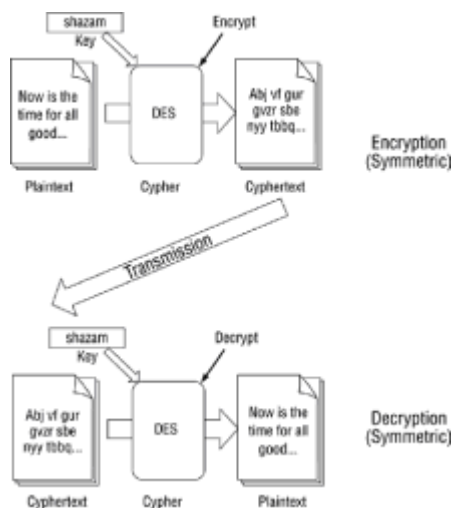 shazam
Encrypt
Key
Now is the
time for all
good...
DES
Abj vf gur
gvzr sbe
nyy tbbq...
Encryption
(Symmetric)
Plaintext
Cypher
Cyphertext
Transmission
shazam
Decrypt
Key
Abj vf gur
gvzr sbe
nyy tbbq...
DES
Now is the
time for all
good...
Decryption
(Symmetric)
Cyphertext
Cypher
Plaintext